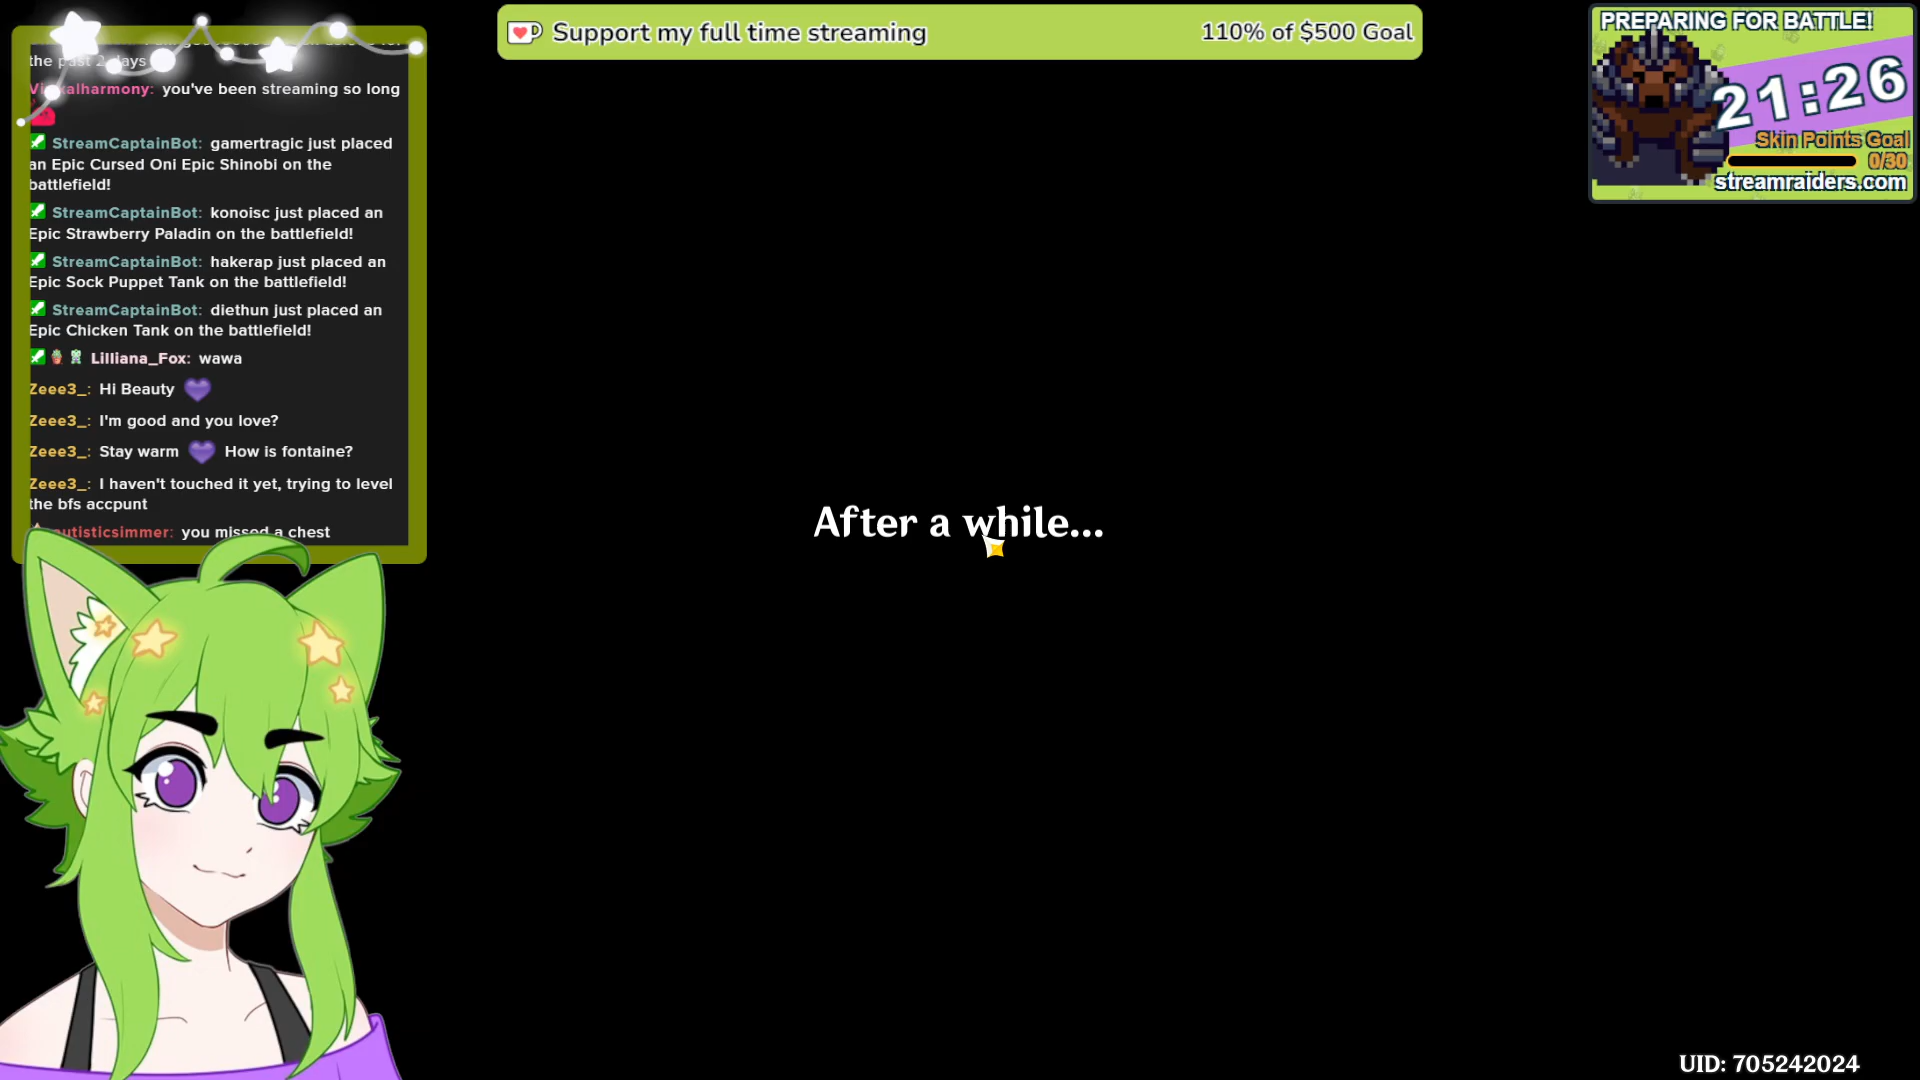 the past 2 days
Support my full time streaming
110% of $500 Goal
PREPARING FOR BATTLE!
21:26
Skin Points Goal
0/30
streamraiders.com
you've been streaming so long
StreamCaptainBot: gamertragic just placed
an Epic Cursed Oni Epic Shinobi on the
battlefield!
StreamCaptainBot: konoisc just placed an
Epic Strawberry Paladin on the battlefield!
StreamCaptainBot: hakerap just placed an
Epic Sock Puppet Tank on the battlefield!
StreamCaptainBot: diethun just placed an
Epic Chicken Tank on the battlefield!
Lilliana_Fox: wawa
Zeee3_: Hi Beauty
Zeee3_: I'm good and you love?
Zeee3_: Stay warm How is fontaine?
Zeee3_: I haven't touched it yet, trying to level
the bfs accpunt
you missed a chest
After a while...
UID: 705242024